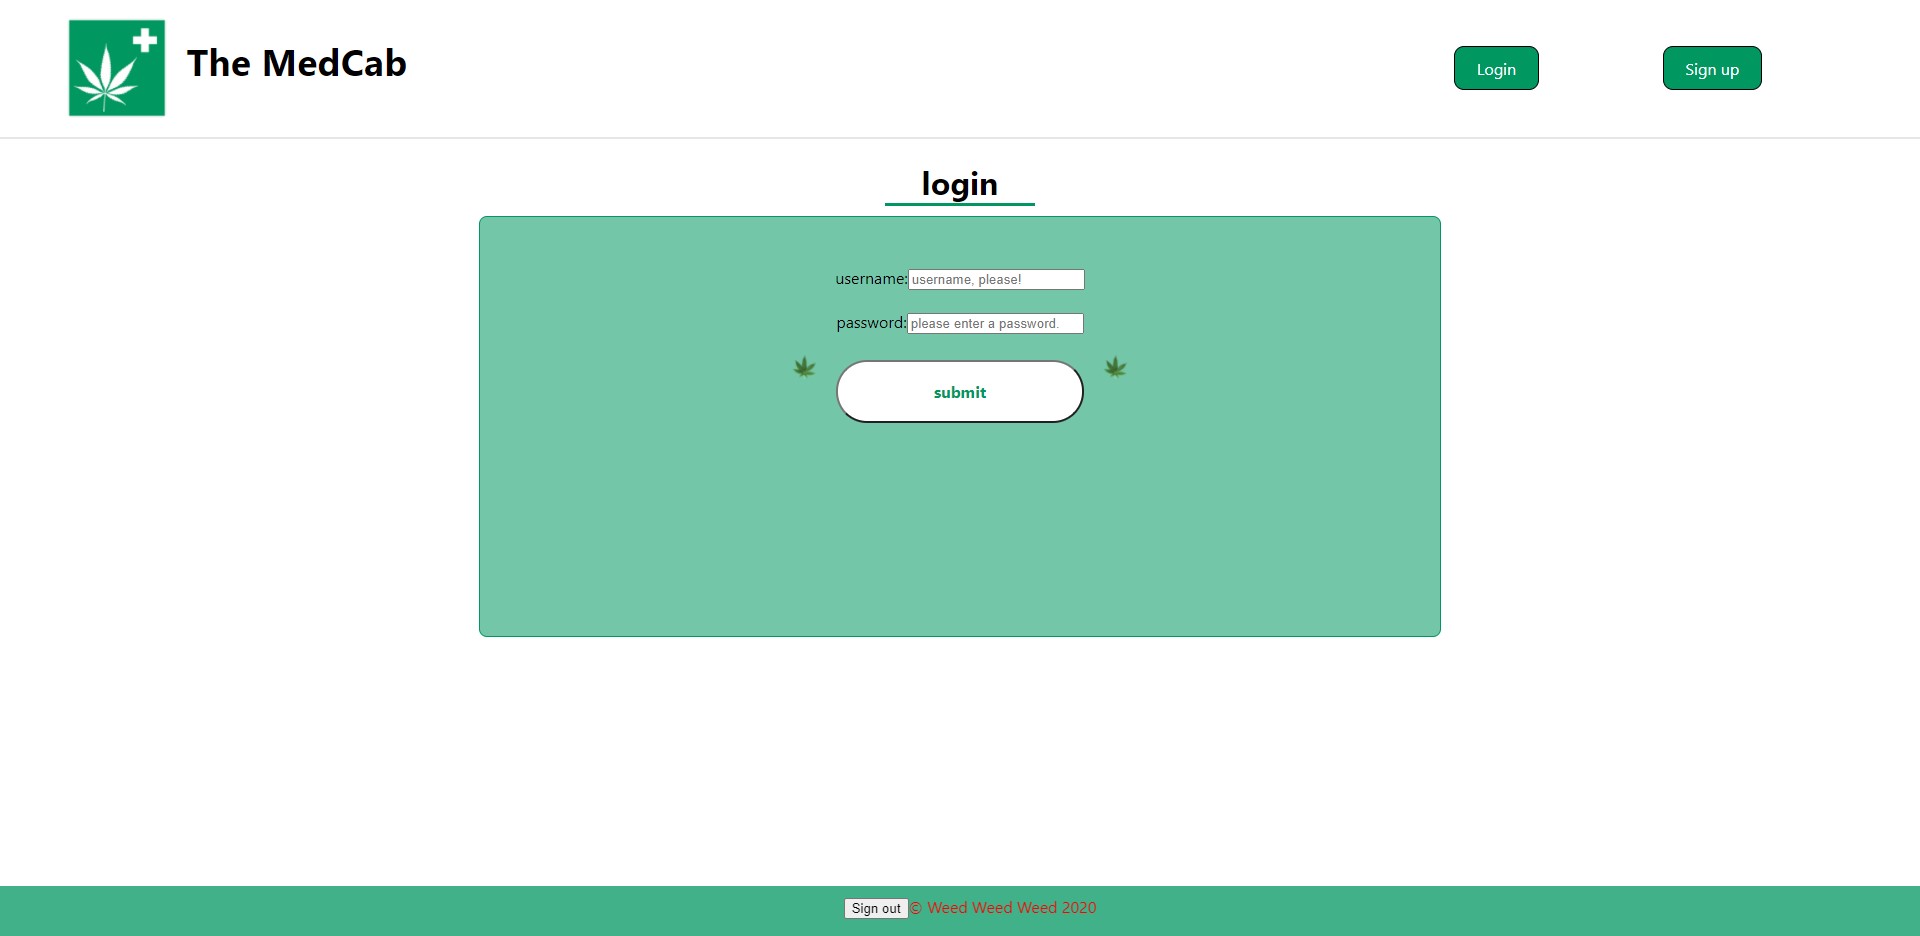 The MedCab
Login
Sign up
login
username: username, please!
password: please enter a password.
submit
Sign out © Weed Weed Weed 2020